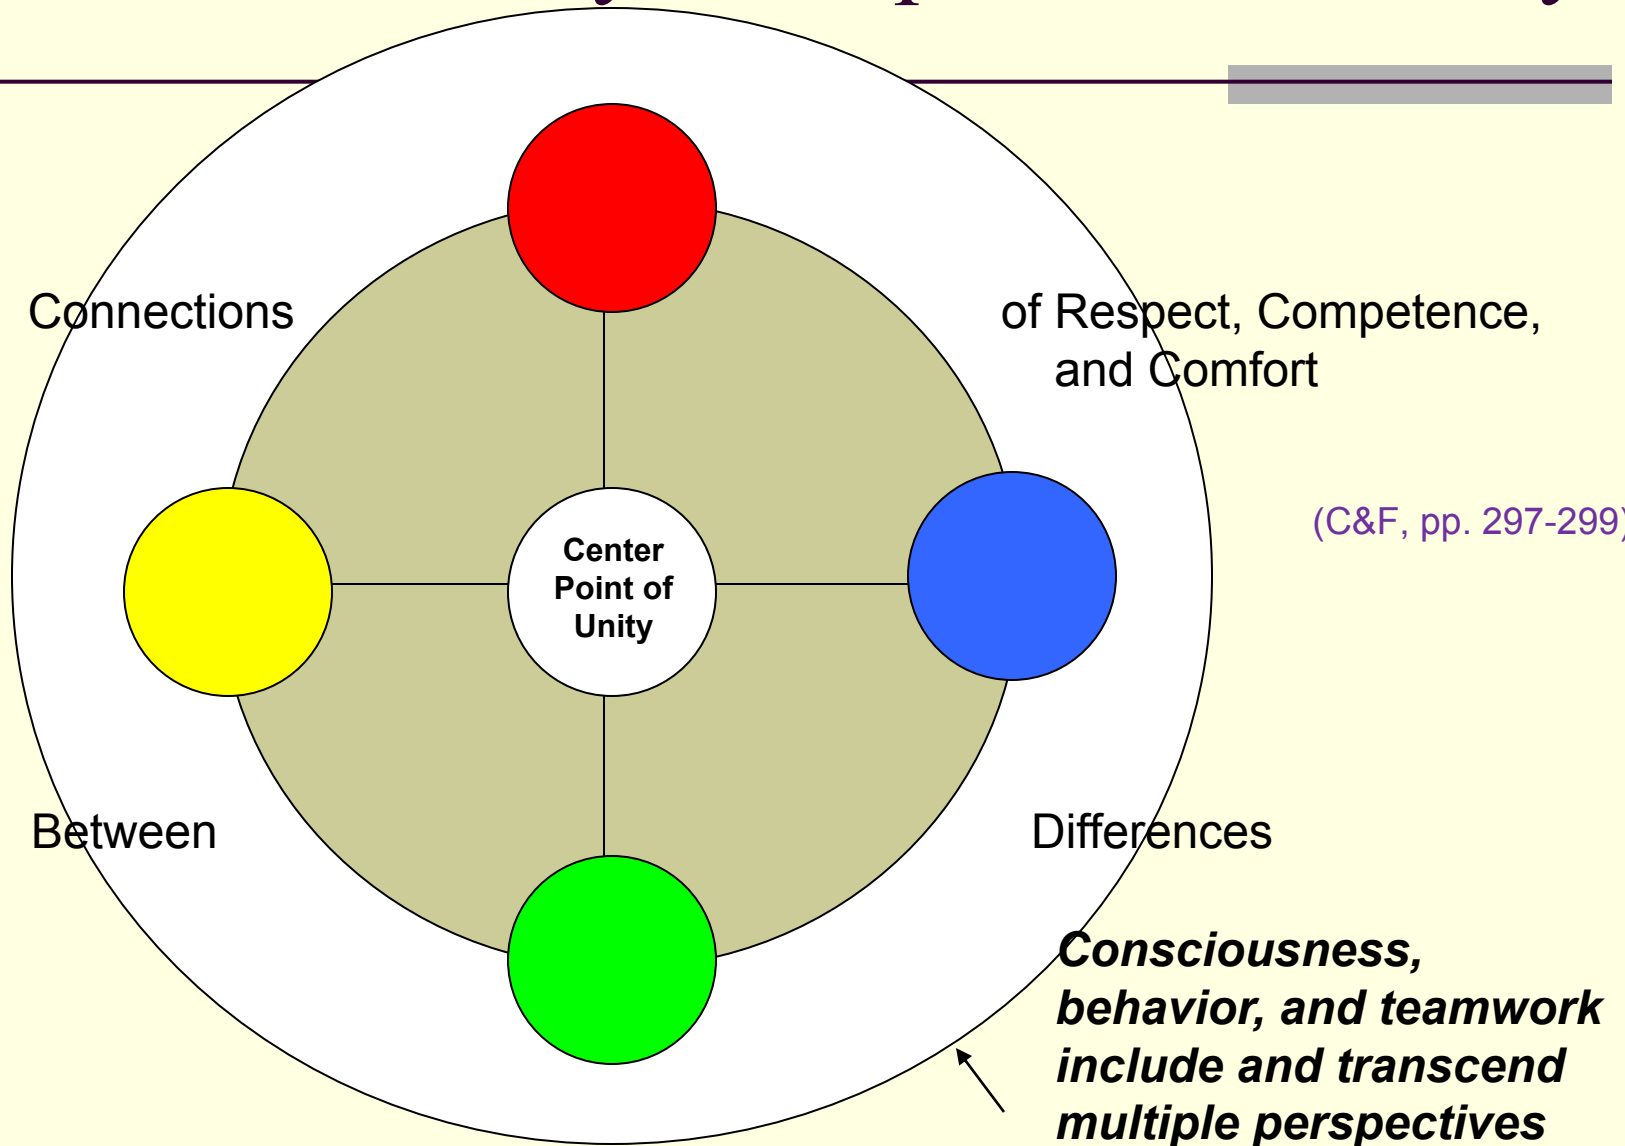 Connections
of Respect, Competence,
and Comfort
(C&F, pp. 297-299)
Center
Point of
Unity
Between
Differences
Consciousness,
behavior, and teamwork
include and transcend
multiple perspectives